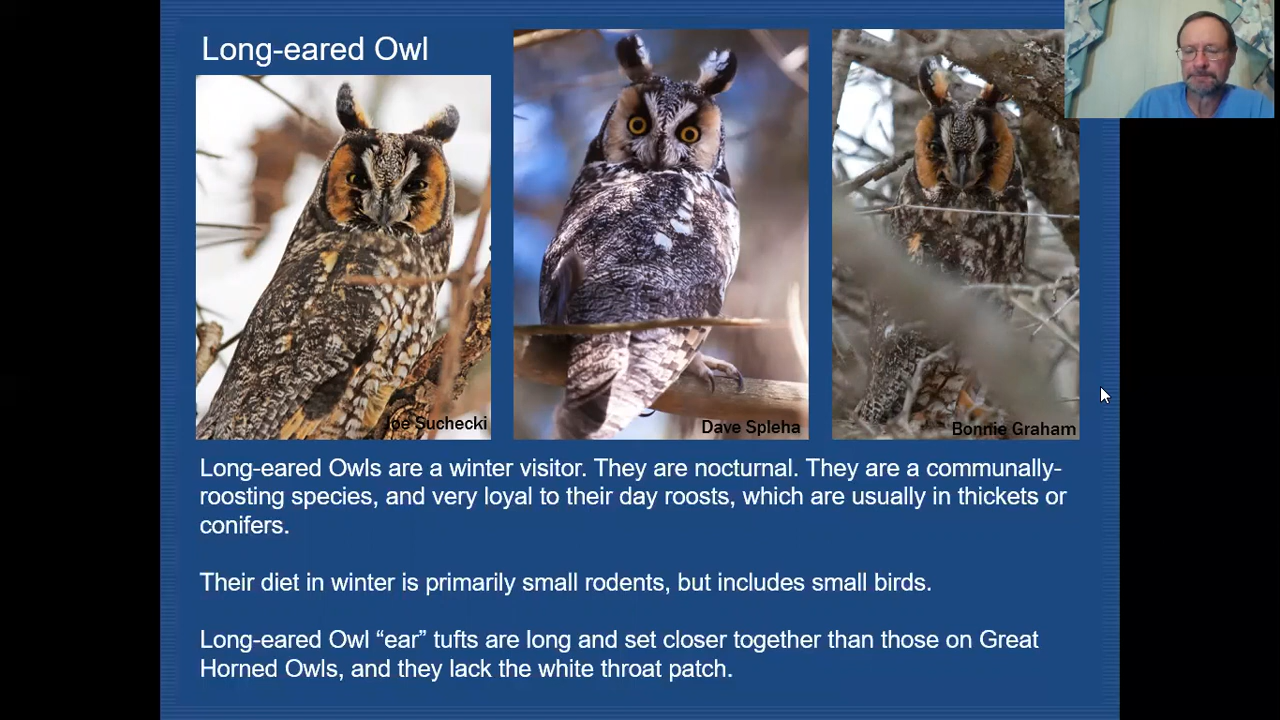 Long-eared Owl
Joe Suchecki
Dave Spleha
Bonnie Graham
Long-eared Owls are a winter visitor. They are nocturnal. They are a communally-
roosting species, and very loyal to their day roosts, which are usually in thickets or
conifers.
Their diet in winter is primarily small rodents, but includes small birds.
Long-eared Owl “ear” tufts are long and set closer together than those on Great
Horned Owls, and they lack the white throat patch.